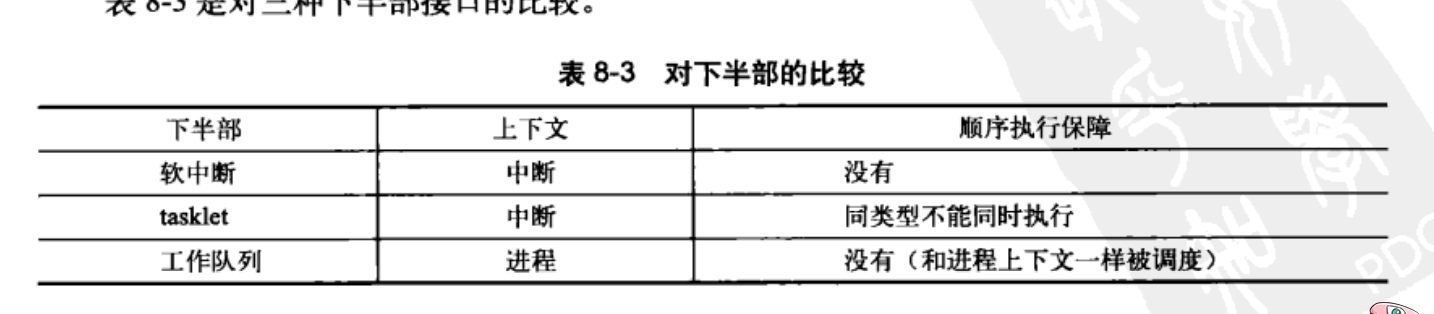 表 8-3 是对三种下半部接口的比较。
表 8-3 对下半部的比较
下半部 上下文 顺序执行保障
软中断 中断 没有
tasklet 中断 同类型不能同时执行
工作队列 进程 没有（和进程上下文一样被调度）
PDG